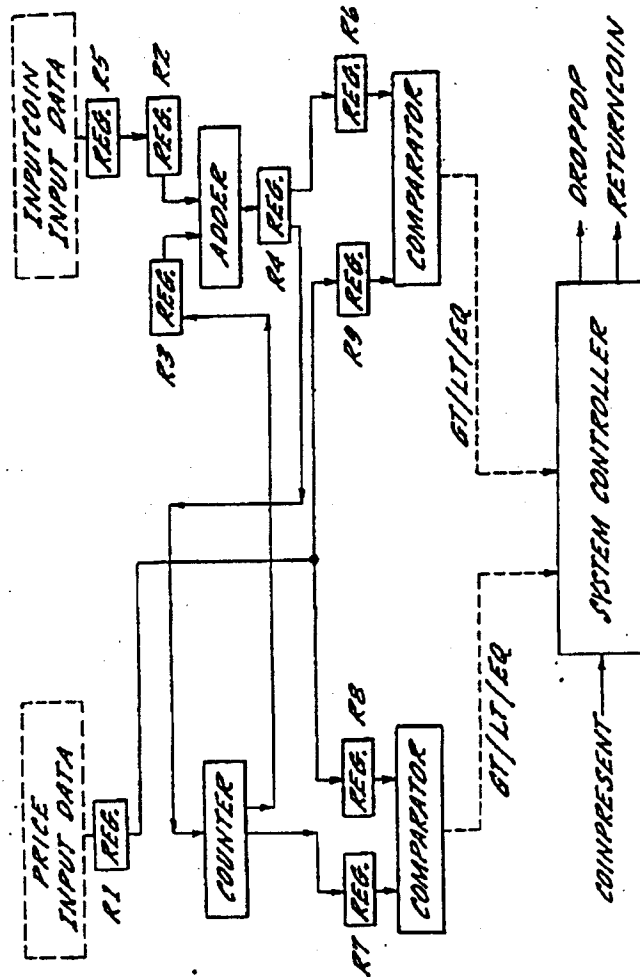 PRICE
INPUT DATA
REG.
R1
INPUTCOIN
INPUT DATA
REG.
R5
REG.
R2
REG.
R3
ADDER
REG.
R4
COUNTER
REG.
R7
REG.
R8
REG.
R9
REG.
R6
COMPARATOR
COMPARATOR
GT/LT/EQ
GT/LT/EQ
COINPRESENT
SYSTEM CONTROLLER
DROPPOP
RETURNCOIN